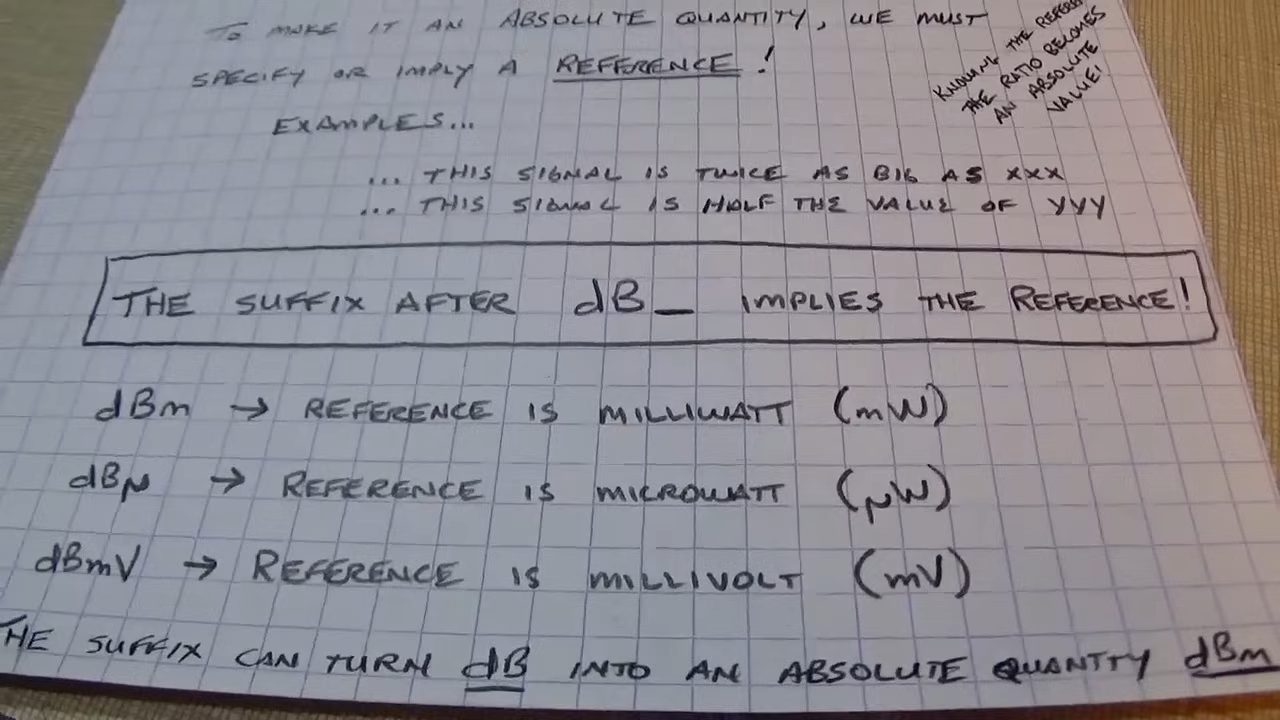 TO MAKE IT AN ABSOLUTE QUANTITY, WE MUST
SPECIFY OR IMPLY A REFERENCE!
KNOWING THE
THE RATIO BECOMES
AN ABSOLUTE
VALUE!
EXAMPLES...
... THIS SIGNAL IS TWICE AS BIG AS XXX
... THIS SIGNAL IS HALF THE VALUE OF YYY
THE SUFFIX AFTER dB_ IMPLIES THE REFERENCE!
dBm → REFERENCE IS MILLIWATT (mW)
dBµ → REFERENCE IS MICROWATT (µW)
dBmV → REFERENCE IS MILLIVOLT (mV)
THE SUFFIX CAN TURN dB INTO AN ABSOLUTE QUANTITY dBm